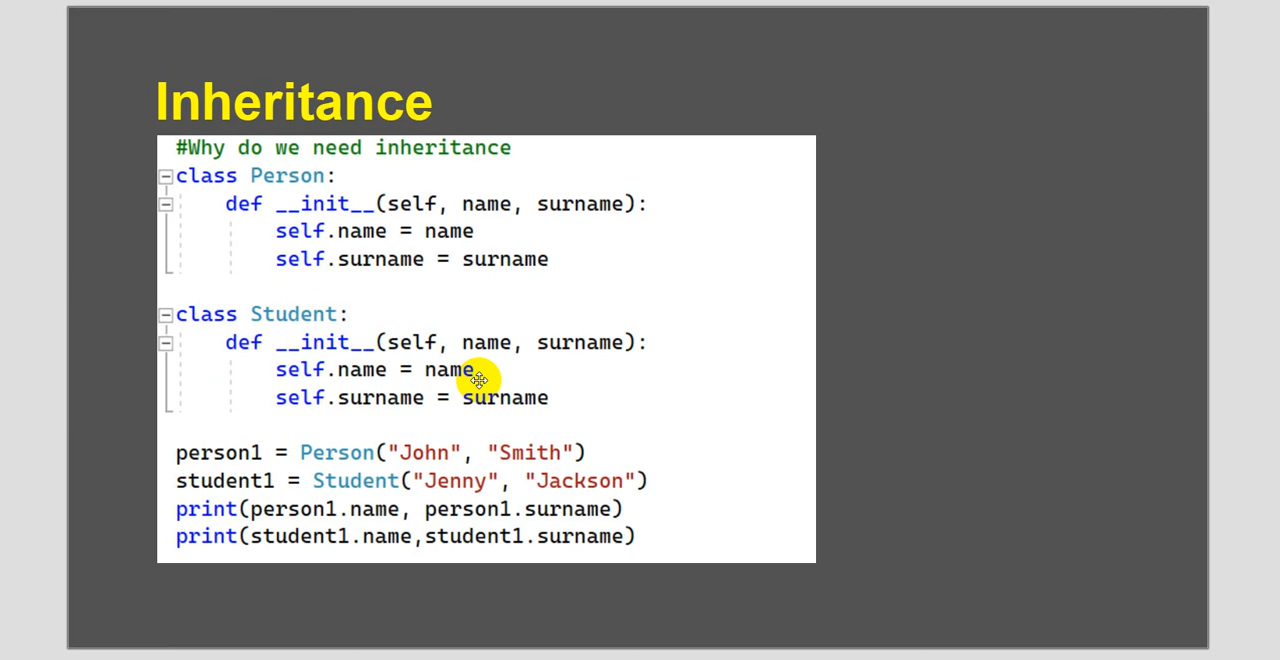 Inheritance
#Why do we need inheritance
class Person:
    def __init__(self, name, surname):
        self.name = name
        self.surname = surname
class Student:
    def __init__(self, name, surname):
        self.name = name
        self.surname = surname
person1 = Person("John", "Smith")
student1 = Student("Jenny", "Jackson")
print(person1.name, person1.surname)
print(student1.name,student1.surname)